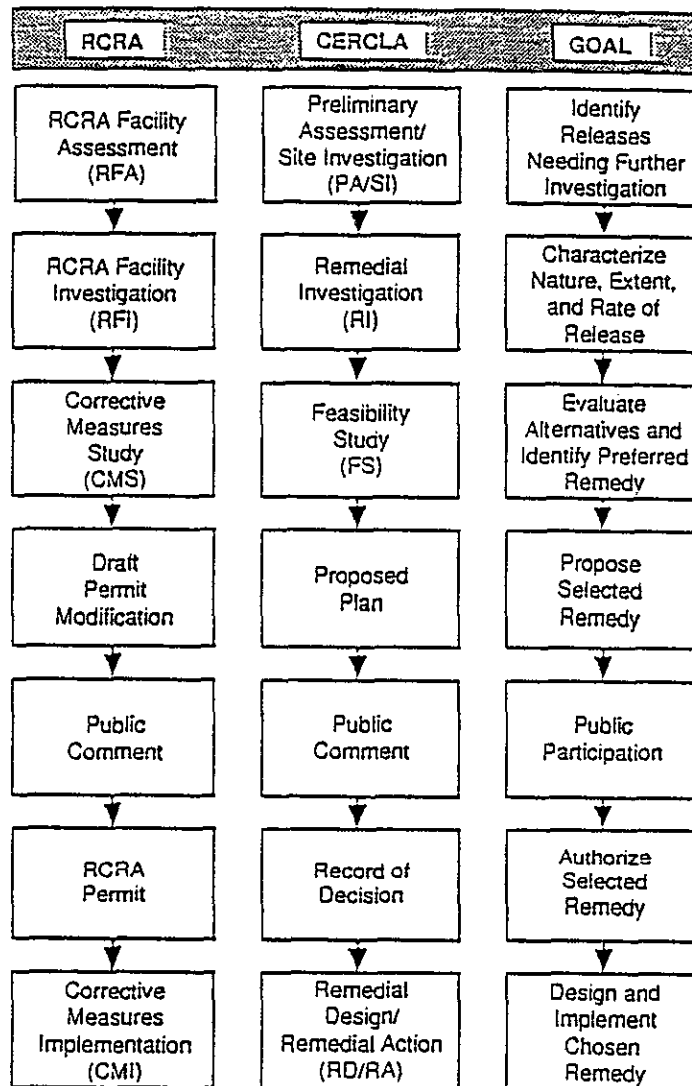 RCRA
CERCLA
GOAL
RCRA Facility
Assessment
(RFA)
Preliminary
Assessment/
Site Investigation
(PA/SI)
Identify
Releases
Needing Further
Investigation
RCRA Facility
Investigation
(RFI)
Remedial
Investigation
(RI)
Characterize
Nature, Extent,
and Rate of
Release
Corrective
Measures
Study
(CMS)
Feasibility
Study
(FS)
Evaluate
Alternatives and
Identify Preferred
Remedy
Draft
Permit
Modification
Proposed
Plan
Propose
Selected
Remedy
Public
Comment
Public
Comment
Public
Participation
RCRA
Permit
Record of
Decision
Authorize
Selected
Remedy
Corrective
Measures
Implementation
(CMI)
Remedial
Design/
Remedial Action
(RD/RA)
Design and
Implement
Chosen
Remedy